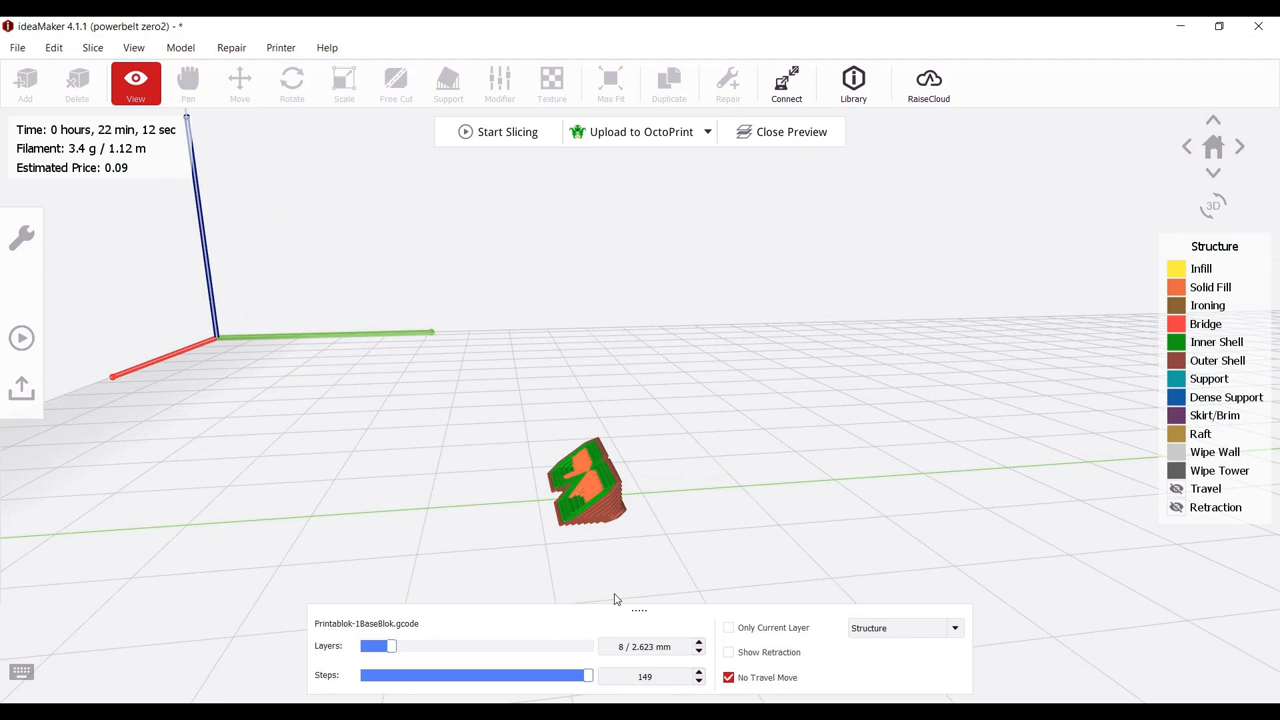 ideaMaker 4.1.1 (powerbelt zero2) - *
File Edit Slice View Model Repair Printer Help
Add Delete View Pan Move Rotate Scale Free Cut Support Modifier Texture Max Fit Duplicate Repair Connect Library RaiseCloud
Time: 0 hours, 22 min, 12 sec
Filament: 3.4 g / 1.12 m
Estimated Price: 0.09
Start Slicing Upload to OctoPrint Close Preview
3D
Structure
Infill
Solid Fill
Ironing
Bridge
Inner Shell
Outer Shell
Support
Dense Support
Skirt/Brim
Raft
Wipe Wall
Wipe Tower
Travel
Retraction
Printablok-1BaseBlok.gcode
Layers: 8 / 2.623 mm
Steps: 149
Only Current Layer
Show Retraction
No Travel Move
Structure